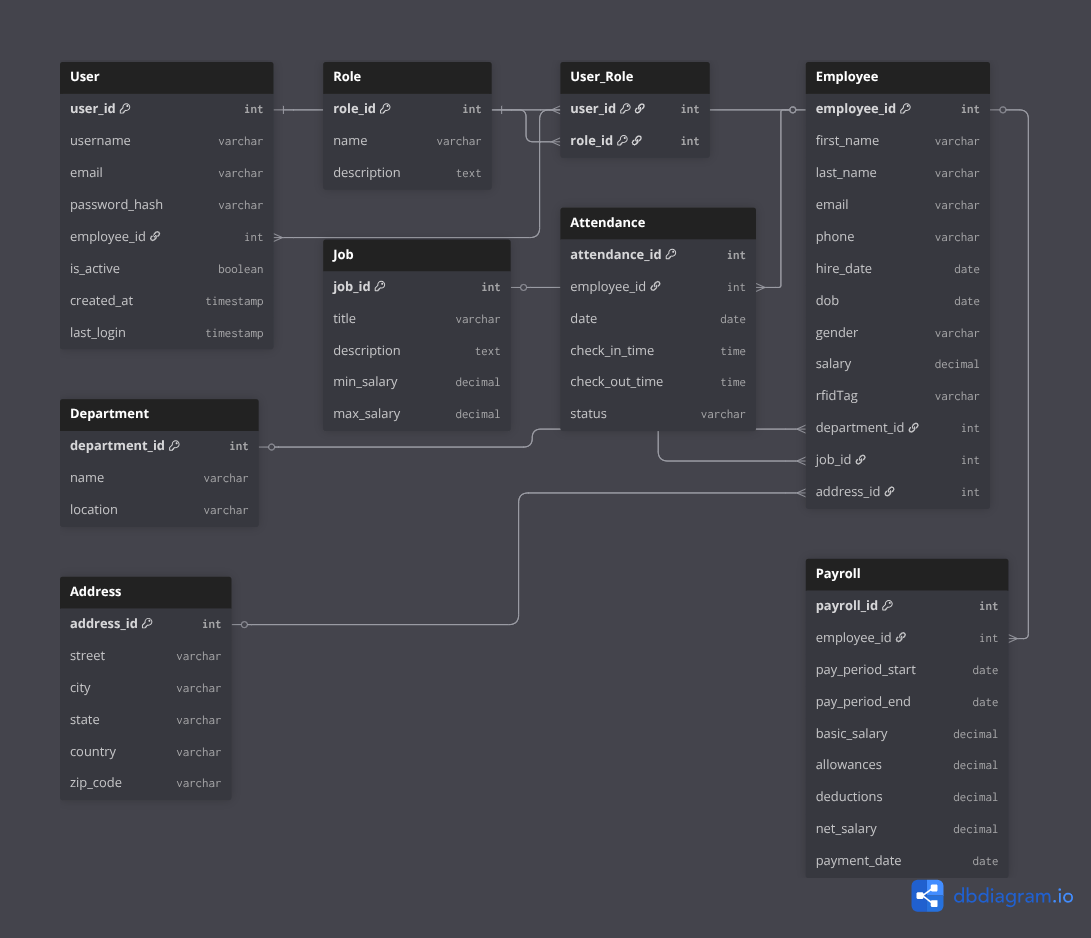 User
user_id int
username varchar
email varchar
password_hash varchar
employee_id int
is_active boolean
created_at timestamp
last_login timestamp
Role
role_id int
name varchar
description text
User_Role
user_id int
role_id int
Employee
employee_id int
first_name varchar
last_name varchar
email varchar
phone varchar
hire_date date
dob date
gender varchar
salary decimal
rfidTag varchar
department_id int
job_id int
address_id int
Job
job_id int
title varchar
description text
min_salary decimal
max_salary decimal
Attendance
attendance_id int
employee_id int
date date
check_in_time time
check_out_time time
status varchar
Department
department_id int
name varchar
location varchar
Address
address_id int
street varchar
city varchar
state varchar
country varchar
zip_code varchar
Payroll
payroll_id int
employee_id int
pay_period_start date
pay_period_end date
basic_salary decimal
allowances decimal
deductions decimal
net_salary decimal
payment_date date
dbdiagram.io